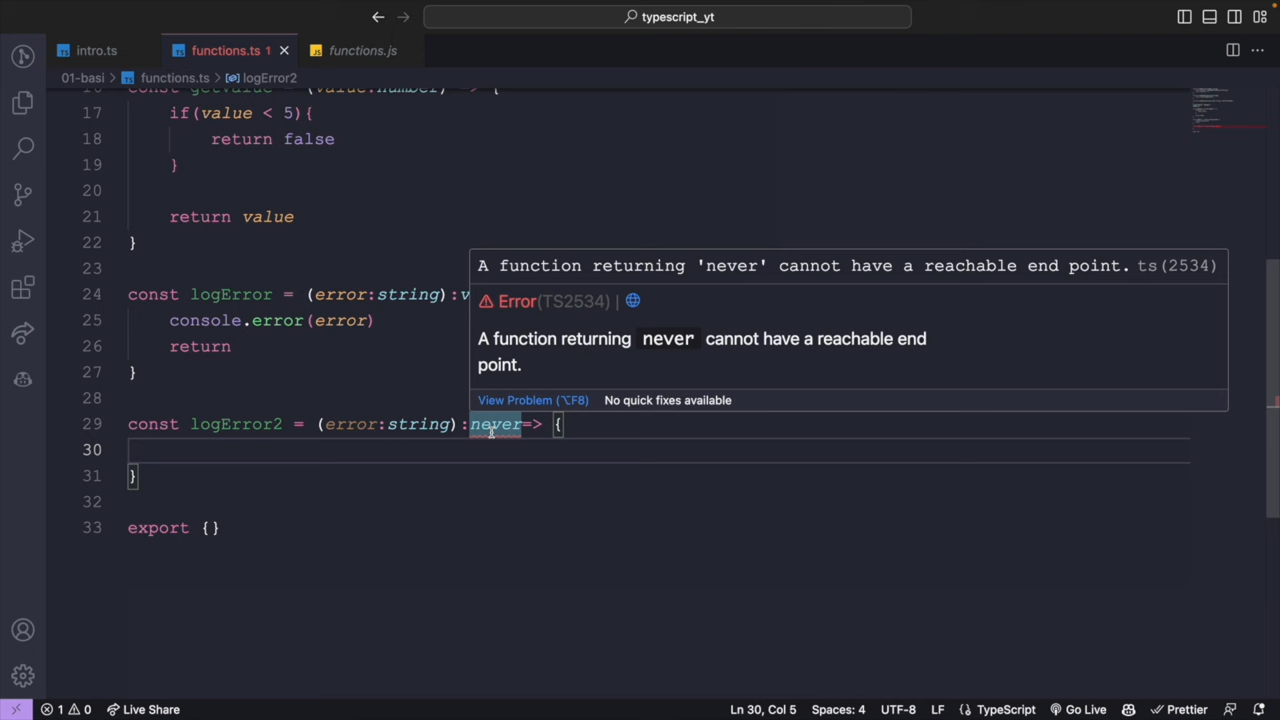 typescript_yt
intro.ts
functions.ts 1
functions.js
01-basi > functions.ts > logError2
16 const getValue = (value:number) => {
17 if(value < 5){
18 return false
19 }
20
21 return value
22 }
23
24 const logError = (error:string):v
25 console.error(error)
26 return
27 }
28
29 const logError2 = (error:string):never=> {
30
31 }
32
33 export {}
A function returning 'never' cannot have a reachable end point. ts(2534)
Error(TS2534) |
A function returning never cannot have a reachable end
point.
View Problem (⌥F8) No quick fixes available
1 0 Live Share Ln 30, Col 5 Spaces: 4 UTF-8 LF {} TypeScript Go Live Prettier